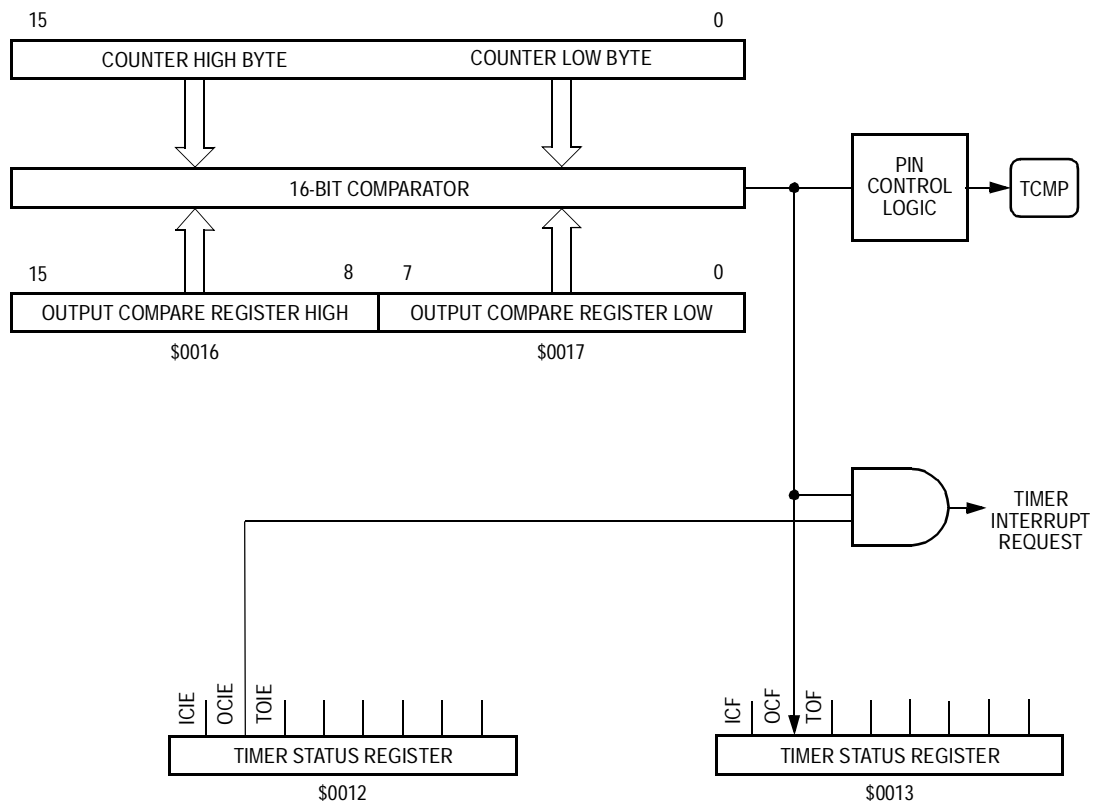 15 0
COUNTER HIGH BYTE COUNTER LOW BYTE
16-BIT COMPARATOR
PIN
CONTROL
LOGIC
TCMP
15 8 7 0
OUTPUT COMPARE REGISTER HIGH OUTPUT COMPARE REGISTER LOW
$0016 $0017
TIMER
INTERRUPT
REQUEST
ICIE OCIE TOIE
ICF OCF TOF
TIMER STATUS REGISTER TIMER STATUS REGISTER
$0012 $0013